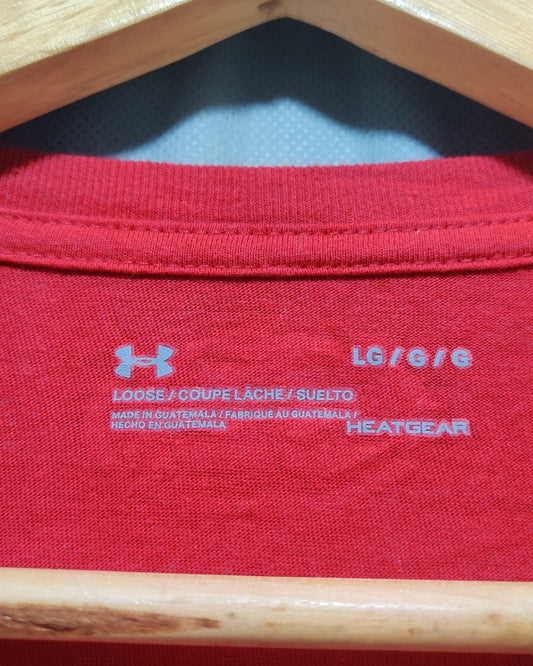 LG / G / G
LOOSE / COUPE LÂCHE / SUELTO
MADE IN GUATEMALA / FABRIQUÉ AU GUATEMALA /
HECHO EN GUATEMALA
HEATGEAR